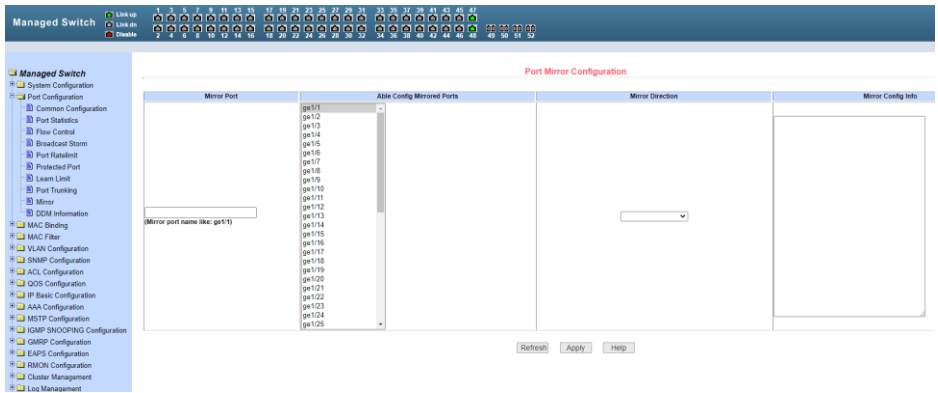 Managed Switch
Link up
Link dn
Disable
1 3 5 7 9 11 13 15 17 19 21 23 25 27 29 31 33 35 37 39 41 43 45 47
2 4 6 8 10 12 14 16 18 20 22 24 26 28 30 32 34 36 38 40 42 44 46 48 49 50 51 52
Managed Switch
System Configuration
Port Configuration
Common Configuration
Port Statistics
Flow Control
Broadcast Storm
Port Ratelimit
Protected Port
Learn Limit
Port Trunking
Mirror
DDM Information
MAC Binding
MAC Filter
VLAN Configuration
SNMP Configuration
ACL Configuration
QOS Configuration
IP Basic Configuration
AAA Configuration
MSTP Configuration
IGMP SNOOPING Configuration
GMRP Configuration
EAPS Configuration
RMON Configuration
Cluster Management
Log Management
Port Mirror Configuration
Mirror Port
Able Config Mirrored Ports
Mirror Direction
Mirror Config Info
(Mirror port name like: ge1/1)
ge1/1
ge1/2
ge1/3
ge1/4
ge1/5
ge1/6
ge1/7
ge1/8
ge1/9
ge1/10
ge1/11
ge1/12
ge1/13
ge1/14
ge1/15
ge1/16
ge1/17
ge1/18
ge1/19
ge1/20
ge1/21
ge1/22
ge1/23
ge1/24
ge1/25
Refresh Apply Help